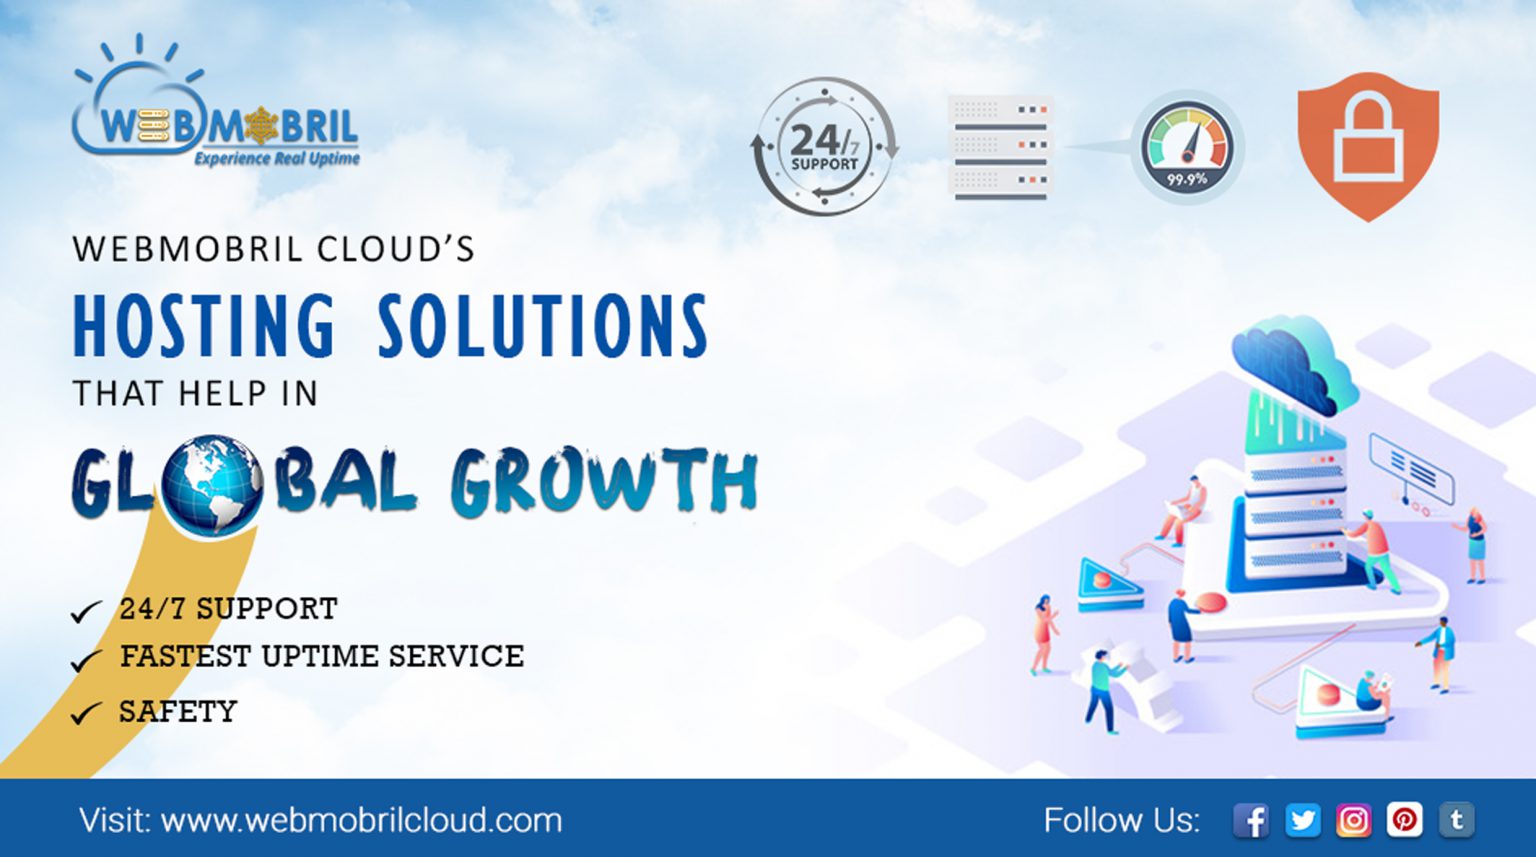 WEBMOBRIL
Experience Real Uptime
24/7
SUPPORT
99.9%
WEBMOBRIL CLOUD'S
HOSTING SOLUTIONS
THAT HELP IN
GLOBAL GROWTH
24/7 SUPPORT
FASTEST UPTIME SERVICE
SAFETY
Visit: www.webmobrilcloud.com
Follow Us: